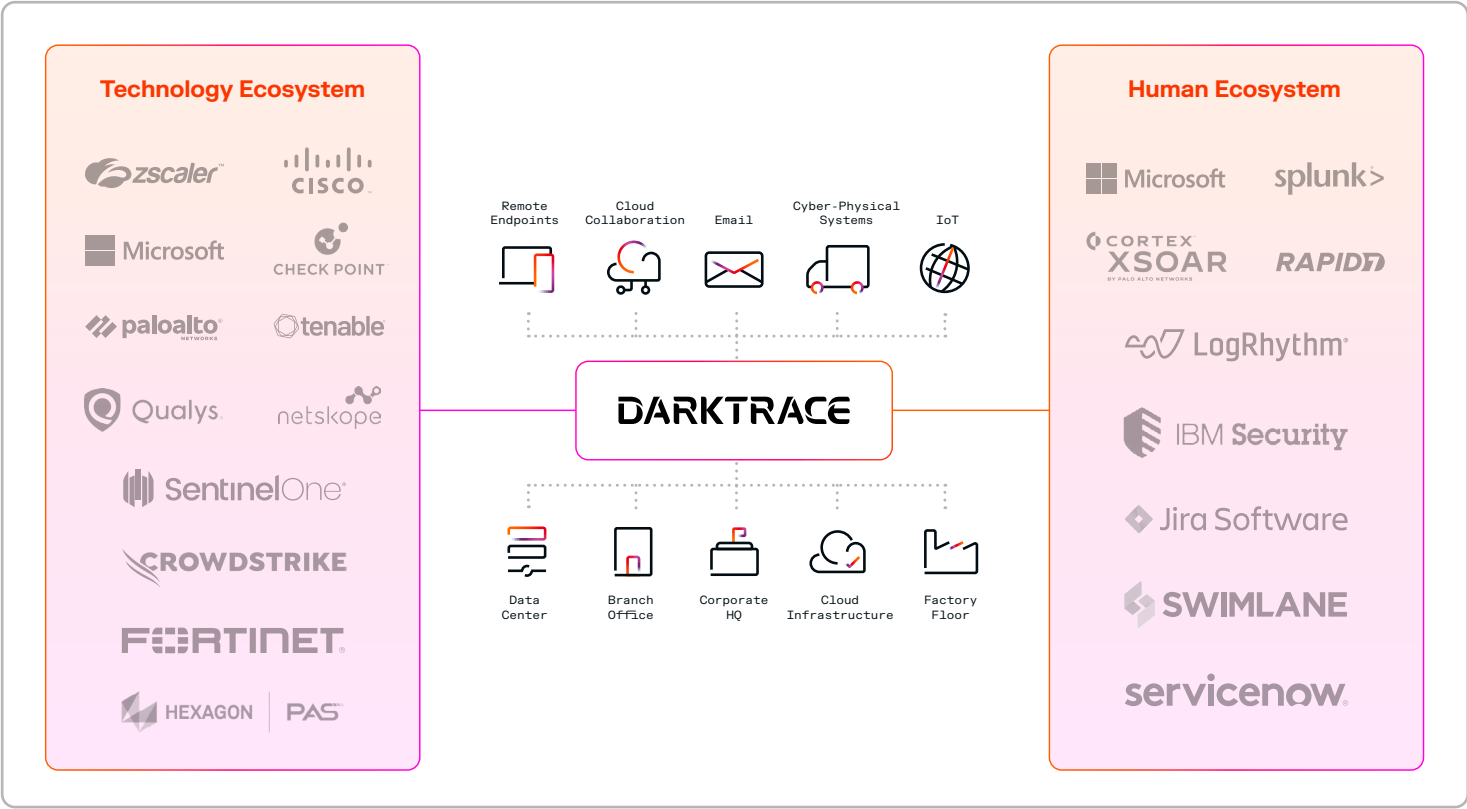 Technology Ecosystem
zscaler™
CISCO
Microsoft
CHECK POINT
paloalto®
NETWORKS
tenable
Qualys.
netskope
SentinelOne®
CROWDSTRIKE
FORTINET®
HEXAGON
PAS
Remote
Endpoints
Cloud
Collaboration
Email
Cyber-Physical
Systems
IoT
DARKTRACE
Data
Center
Branch
Office
Corporate
HQ
Cloud
Infrastructure
Factory
Floor
Human Ecosystem
Microsoft
splunk>
CORTEX
XSOAR
BY PALO ALTO NETWORKS
RAPID7
LogRhythm®
IBM Security
Jira Software
SWIMLANE
servicenow®